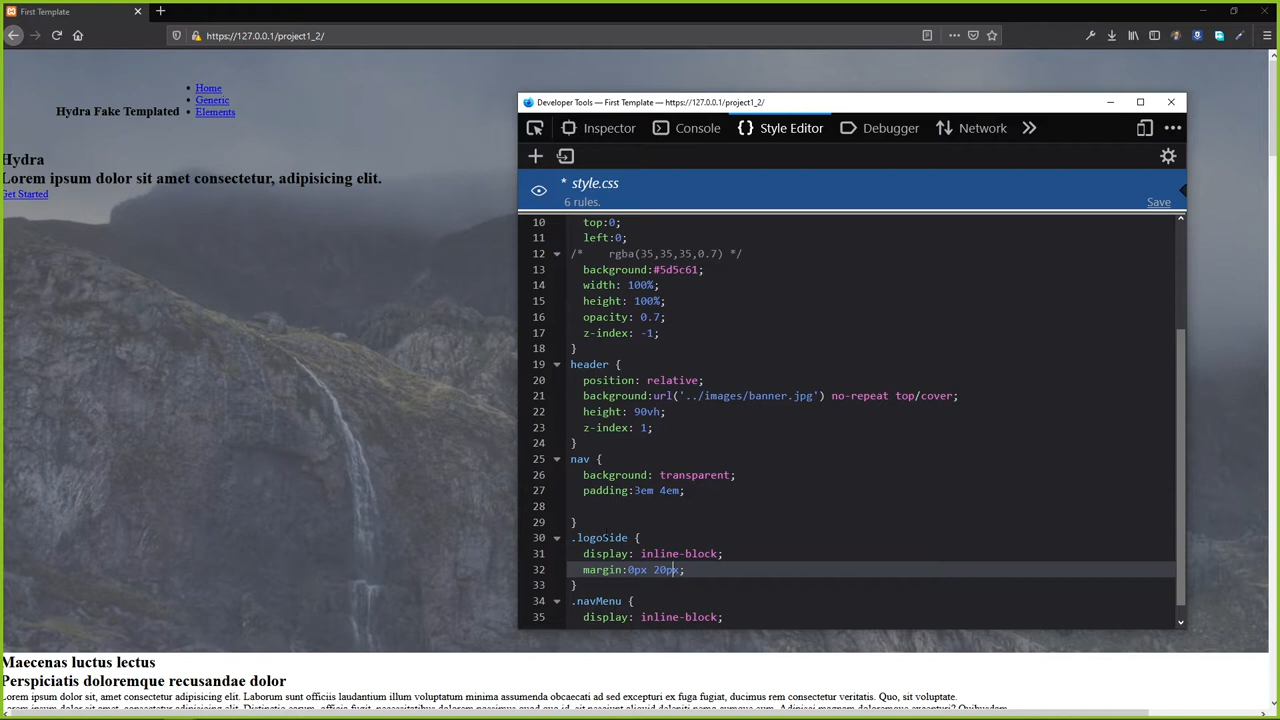 First Template
https://127.0.0.1/project1_2/
Home
Generic
Elements
Hydra Fake Templated
Hydra
Lorem ipsum dolor sit amet consectetur, adipisicing elit.
Get Started
Developer Tools — First Template — https://127.0.0.1/project1_2/
Inspector
Console
{} Style Editor
Debugger
Network
* style.css
6 rules.
Save
10 top:0;
11 left:0;
12 /* rgba(35,35,35,0.7) */
13 background:#5d5c61;
14 width: 100%;
15 height: 100%;
16 opacity: 0.7;
17 z-index: -1;
18 }
19 header {
20 position: relative;
21 background:url('../images/banner.jpg') no-repeat top/cover;
22 height: 90vh;
23 z-index: 1;
24 }
25 nav {
26 background: transparent;
27 padding:3em 4em;
28
29 }
30 .logoSide {
31 display: inline-block;
32 margin:0px 20px;
33 }
34 .navMenu {
35 display: inline-block;
Maecenas luctus lectus
Perspiciatis doloremque recusandae dolor
Lorem ipsum dolor sit, amet consectetur adipisicing elit. Laborum sunt officiis laudantium illum voluptatum minima assumenda obcaecati ad sed excepturi ex fuga fugiat, ducimus rem consectetur veritatis. Quo, sit voluptate.